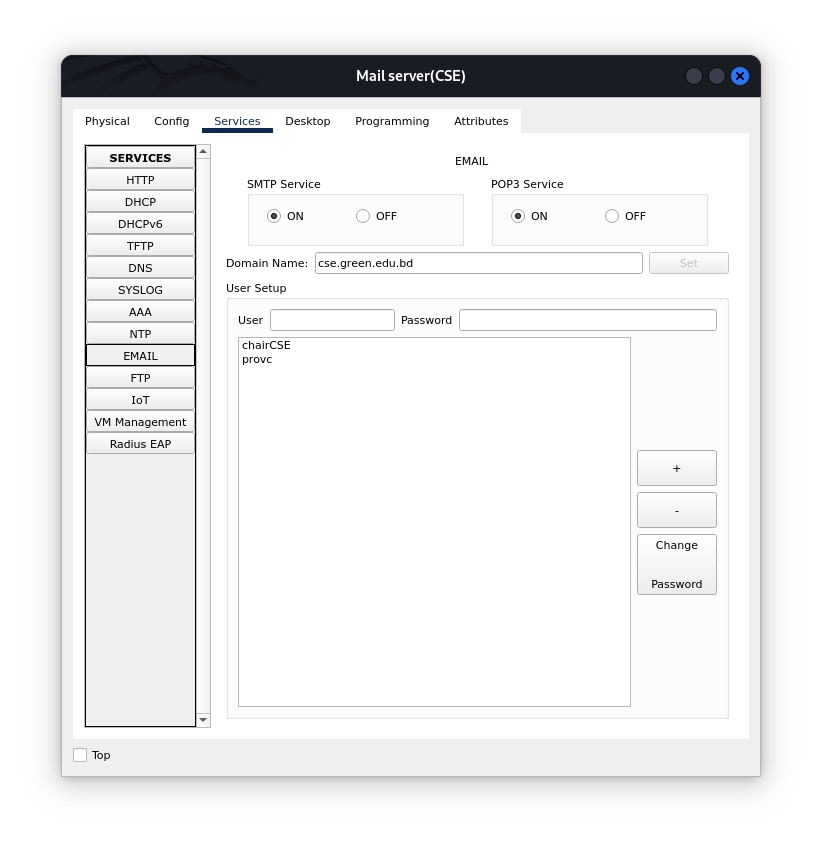 Mail server(CSE)
Physical Config Services Desktop Programming Attributes
SERVICES
HTTP
DHCP
DHCPv6
TFTP
DNS
SYSLOG
AAA
NTP
EMAIL
FTP
IoT
VM Management
Radius EAP
EMAIL
SMTP Service
ON OFF
POP3 Service
ON OFF
Domain Name: cse.green.edu.bd Set
User Setup
User Password
chairCSE
provc
+
-
Change
Password
Top